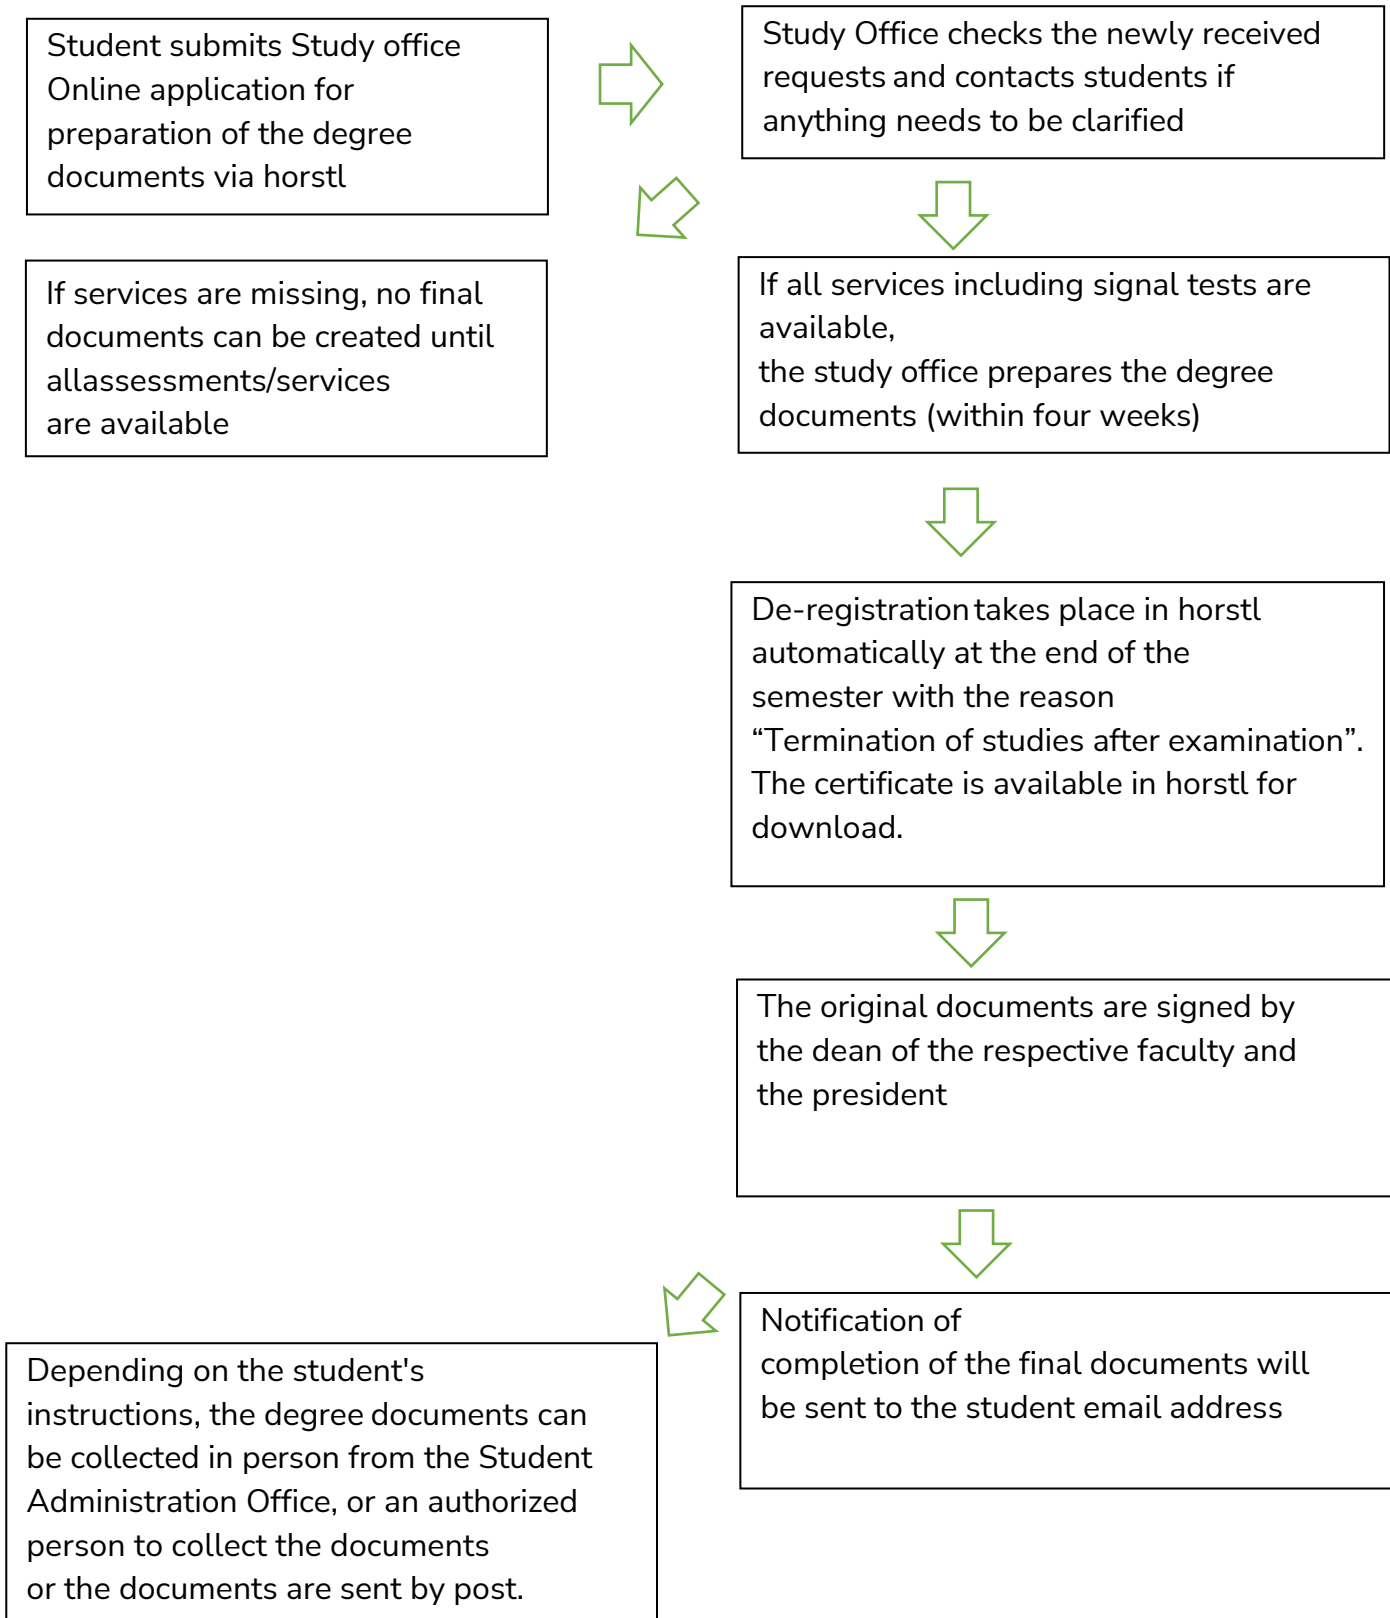 Student submits Study office
Online application for
preparation of the degree
documents via horstl
Study Office checks the newly received
requests and contacts students if
anything needs to be clarified
If services are missing, no final
documents can be created until
allassessments/services
are available
If all services including signal tests are
available,
the study office prepares the degree
documents (within four weeks)
De-registration takes place in horstl
automatically at the end of the
semester with the reason
“Termination of studies after examination”.
The certificate is available in horstl for
download.
The original documents are signed by
the dean of the respective faculty and
the president
Notification of
completion of the final documents will
be sent to the student email address
Depending on the student's
instructions, the degree documents can
be collected in person from the Student
Administration Office, or an authorized
person to collect the documents
or the documents are sent by post.